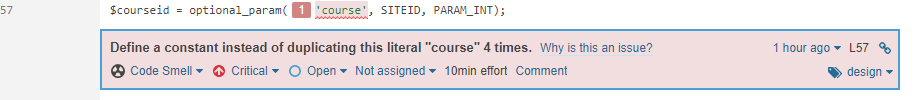 57 $courseid = optional_param( 1 'course', SITEID, PARAM_INT);
Define a constant instead of duplicating this literal "course" 4 times. Why is this an issue? 1 hour ago L57
Code Smell Critical Open Not assigned 10min effort Comment design